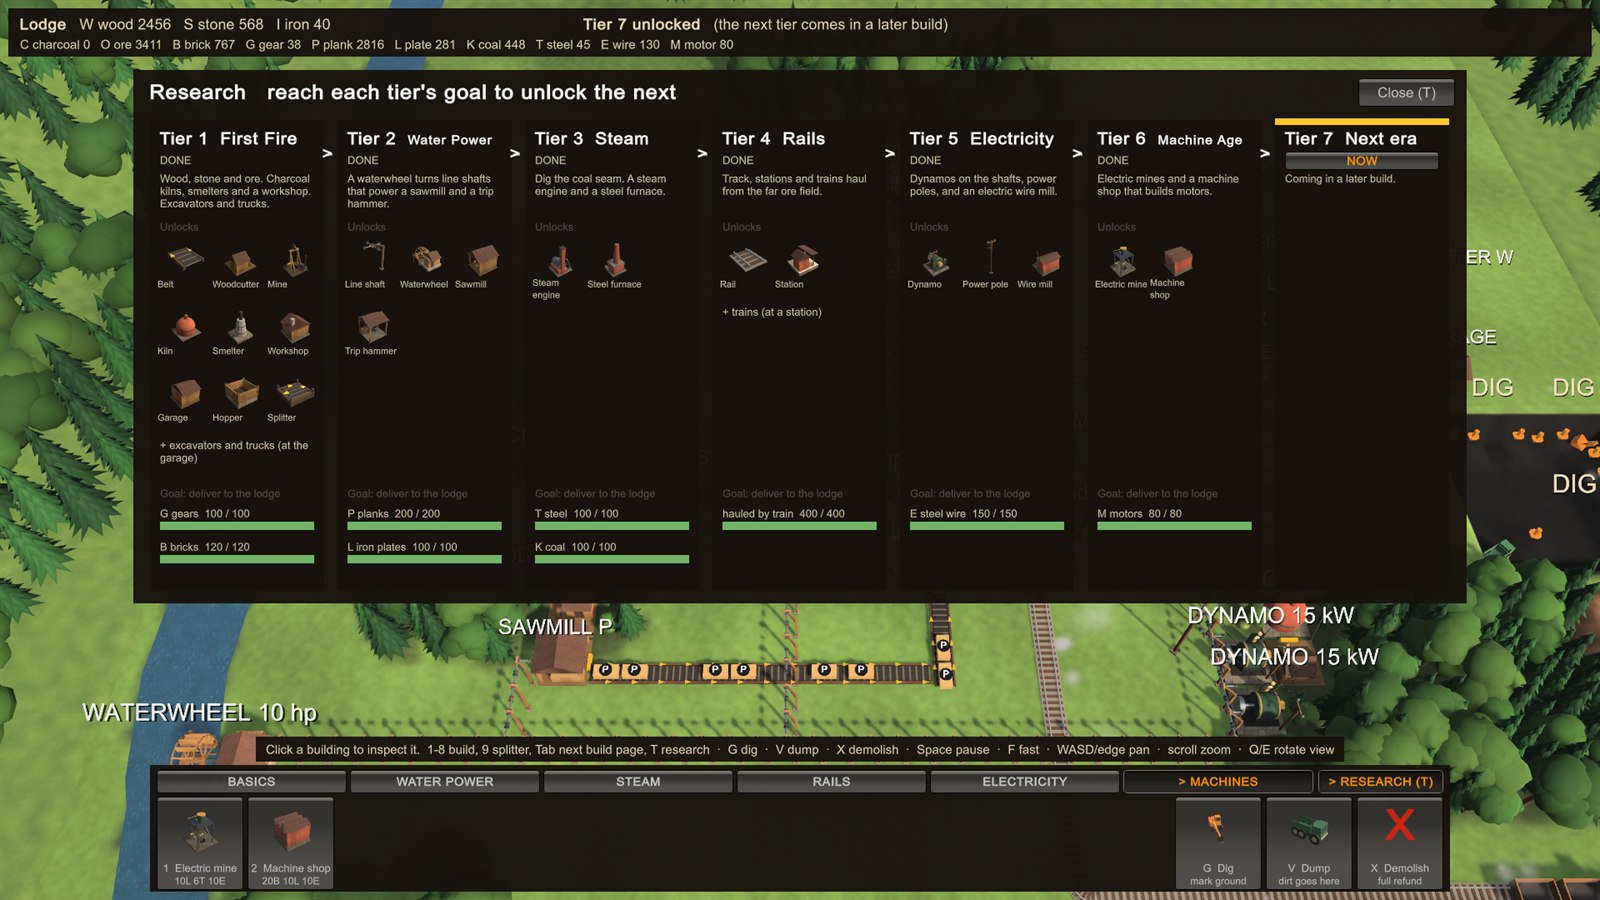 Lodge W wood 2456 S stone 568 I iron 40
Tier 7 unlocked (the next tier comes in a later build)
C charcoal 0 O ore 3411 B brick 767 G gear 38 P plank 2816 L plate 281 K coal 448 T steel 45 E wire 130 M motor 80
Research reach each tier's goal to unlock the next
Close (T)
Tier 1 First Fire
DONE
Wood, stone and ore. Charcoal
kilns, smelters and a workshop.
Excavators and trucks.
Unlocks
Belt
Woodcutter
Mine
Kiln
Smelter
Workshop
Garage
Hopper
Splitter
+ excavators and trucks (at the
garage)
Goal: deliver to the lodge
G gears 100 / 100
B bricks 120 / 120
>
Tier 2 Water Power
DONE
A waterwheel turns line shafts
that power a sawmill and a trip
hammer.
Unlocks
Line shaft
Waterwheel
Sawmill
Trip hammer
Goal: deliver to the lodge
P planks 200 / 200
L iron plates 100 / 100
>
Tier 3 Steam
DONE
Dig the coal seam. A steam
engine and a steel furnace.
Unlocks
Steam
engine
Steel furnace
Goal: deliver to the lodge
T steel 100 / 100
K coal 100 / 100
>
Tier 4 Rails
DONE
Track, stations and trains haul
from the far ore field.
Unlocks
Rail
Station
+ trains (at a station)
Goal: deliver to the lodge
hauled by train 400 / 400
>
Tier 5 Electricity
DONE
Dynamos on the shafts, power
poles, and an electric wire mill.
Unlocks
Dynamo
Power pole
Wire mill
Goal: deliver to the lodge
E steel wire 150 / 150
>
Tier 6 Machine Age
DONE
Electric mines and a machine
shop that builds motors.
Unlocks
Electric mine
Machine
shop
Goal: deliver to the lodge
M motors 80 / 80
>
Tier 7 Next era
NOW
Coming in a later build.
ER W
AGE
DIG DIG
DIG
SAWMILL P
P P P P P P P
P
DYNAMO 15 kW
DYNAMO 15 kW
WATERWHEEL 10 hp
Click a building to inspect it. 1-8 build, 9 splitter, Tab next build page, T research · G dig · V dump · X demolish · Space pause · F fast · WASD/edge pan · scroll zoom · Q/E rotate view
BASICS
WATER POWER
STEAM
RAILS
ELECTRICITY
> MACHINES
> RESEARCH (T)
1 Electric mine
10L 6T 10E
2 Machine shop
20B 10L 10E
G Dig
mark ground
V Dump
dirt goes here
X
X Demolish
full refund